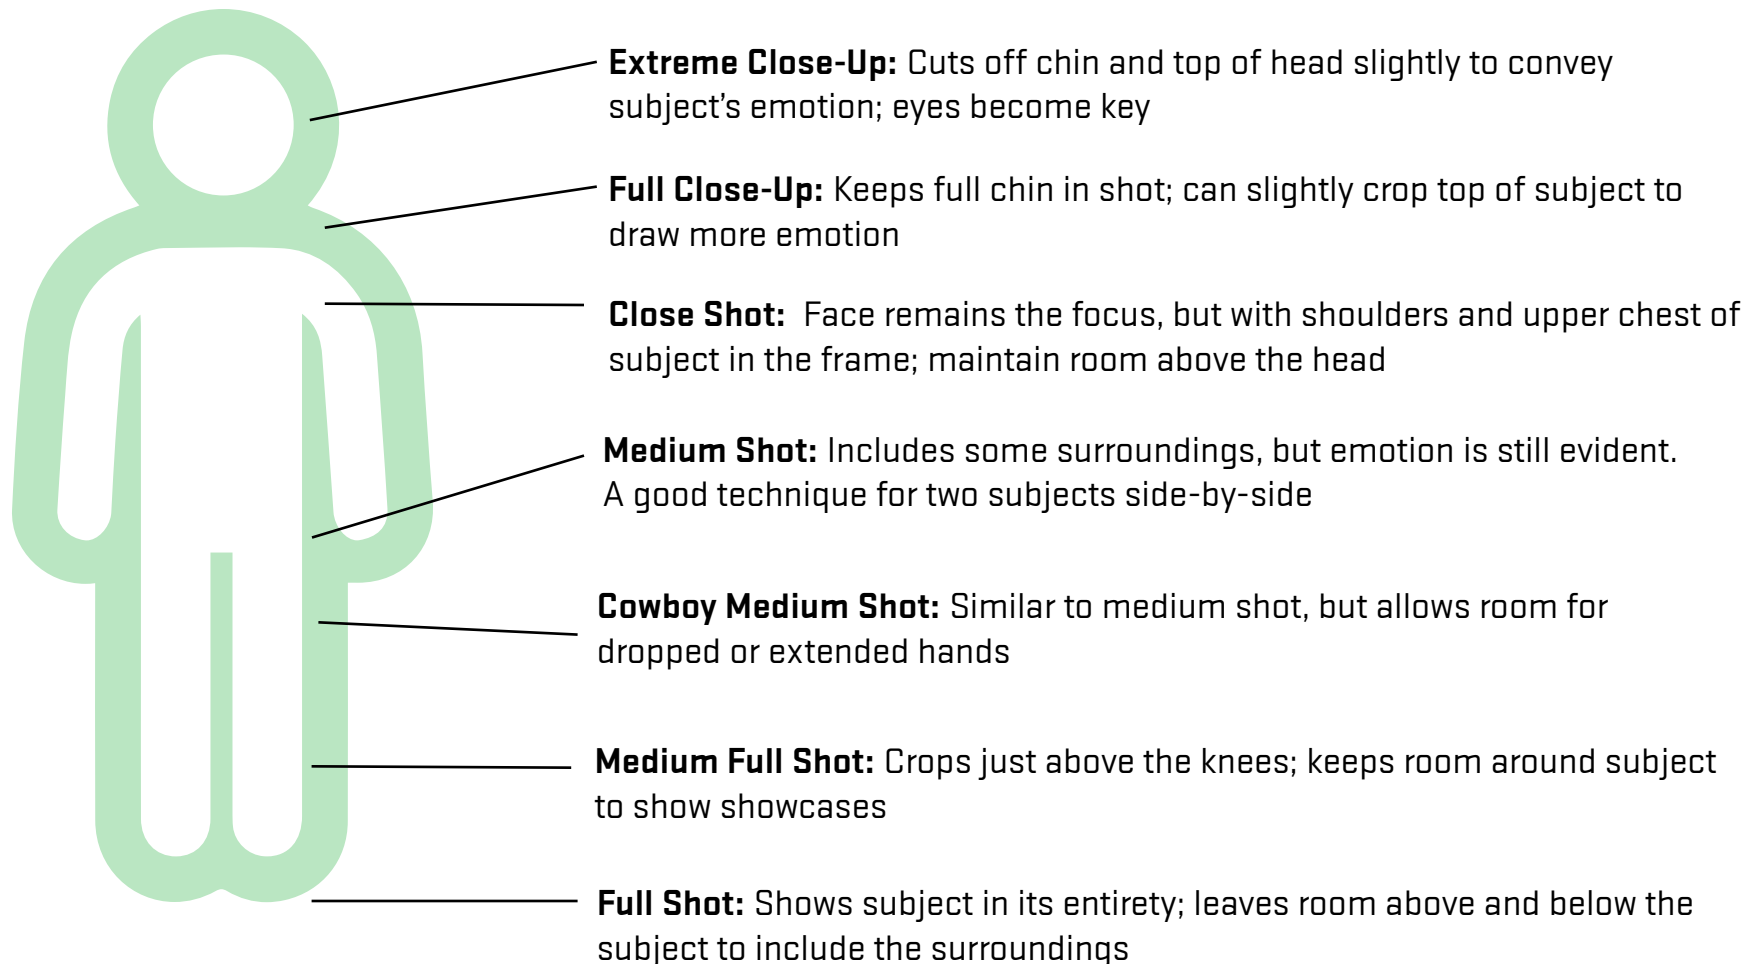 Extreme Close-Up: Cuts off chin and top of head slightly to convey
subject’s emotion; eyes become key
Full Close-Up: Keeps full chin in shot; can slightly crop top of subject to
draw more emotion
Close Shot: Face remains the focus, but with shoulders and upper chest of
subject in the frame; maintain room above the head
Medium Shot: Includes some surroundings, but emotion is still evident.
A good technique for two subjects side-by-side
Cowboy Medium Shot: Similar to medium shot, but allows room for
dropped or extended hands
Medium Full Shot: Crops just above the knees; keeps room around subject
to show showcases
Full Shot: Shows subject in its entirety; leaves room above and below the
subject to include the surroundings